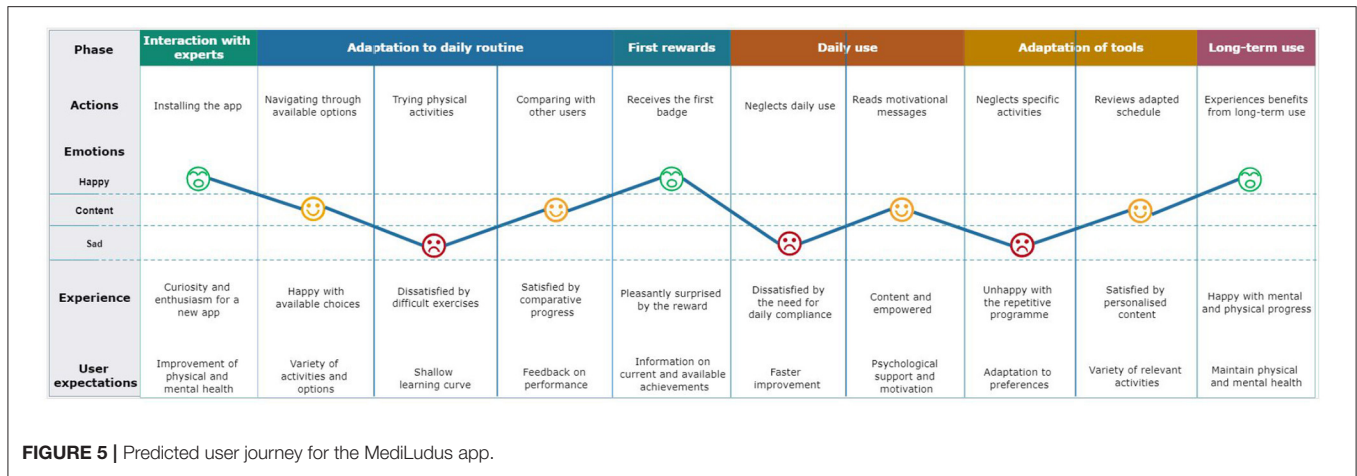 Phase
Interaction with
experts
Adaptation to daily routine
First rewards
Daily use
Adaptation of tools
Long-term use
Actions
Installing the app
Navigating through
available options
Trying physical
activities
Comparing with
other users
Receives the first
badge
Neglects daily use
Reads motivational
messages
Neglects specific
activities
Reviews adapted
schedule
Experiences benefits
from long-term use
Emotions
Happy
Content
Sad
Experience
Curiosity and
enthusiasm for a
new app
Happy with
available choices
Dissatisfied by
difficult exercises
Satisfied by
comparative
progress
Pleasantly surprised
by the reward
Dissatisfied by
the need for
daily compliance
Content and
empowered
Unhappy with
the repetitive
programme
Satisfied by
personalised
content
Happy with mental
and physical progress
User
expectations
Improvement of
physical and
mental health
Variety of
activities and
options
Shallow
learning curve
Feedback on
performance
Information on
current and available
achievements
Faster
improvement
Psychological
support and
motivation
Adaptation to
preferences
Variety of relevant
activities
Maintain physical
and mental health
FIGURE 5 | Predicted user journey for the MediLudus app.